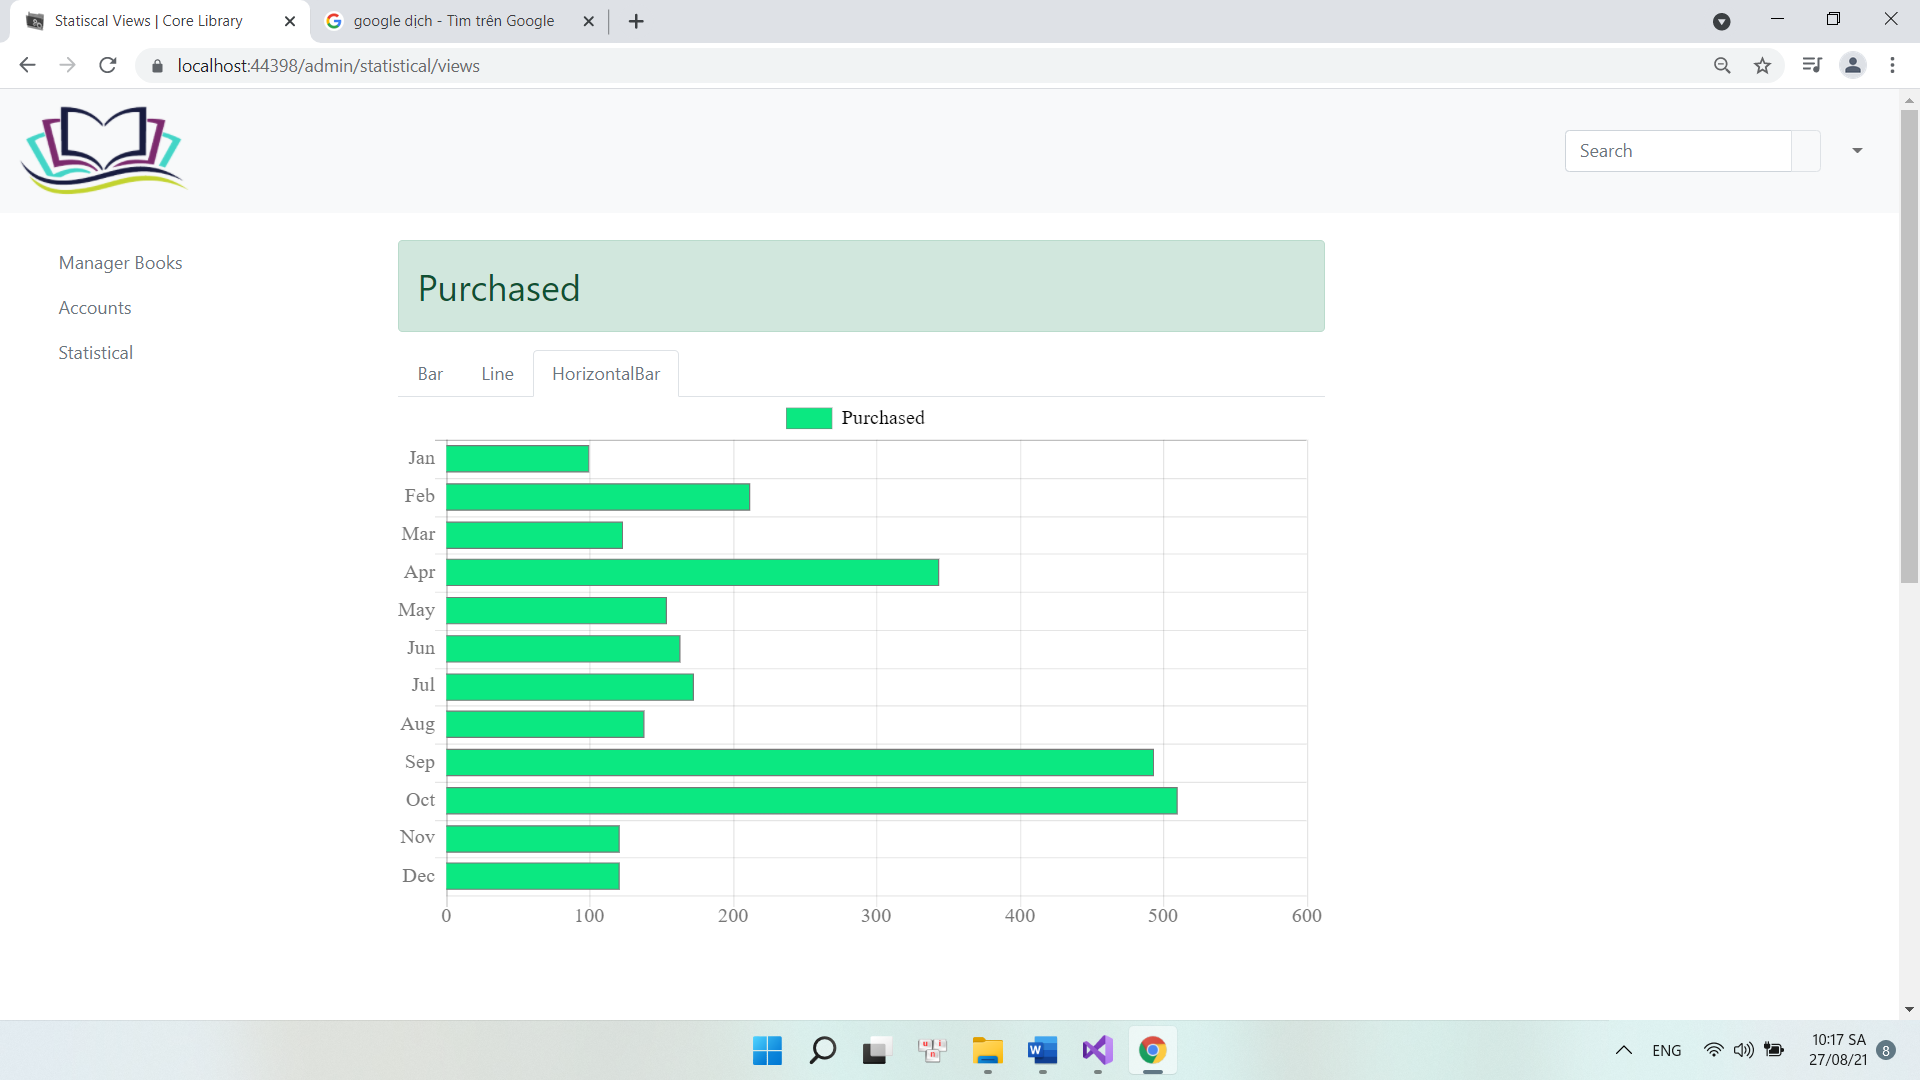 Statiscal Views | Core Library
google dịch - Tìm trên Google
localhost:44398/admin/statistical/views
Search
Manager Books
Accounts
Statistical
Purchased
Bar
Line
HorizontalBar
Purchased
Jan
Feb
Mar
Apr
May
Jun
Jul
Aug
Sep
Oct
Nov
Dec
0 100 200 300 400 500 600
ENG
10:17 SA
27/08/21
8